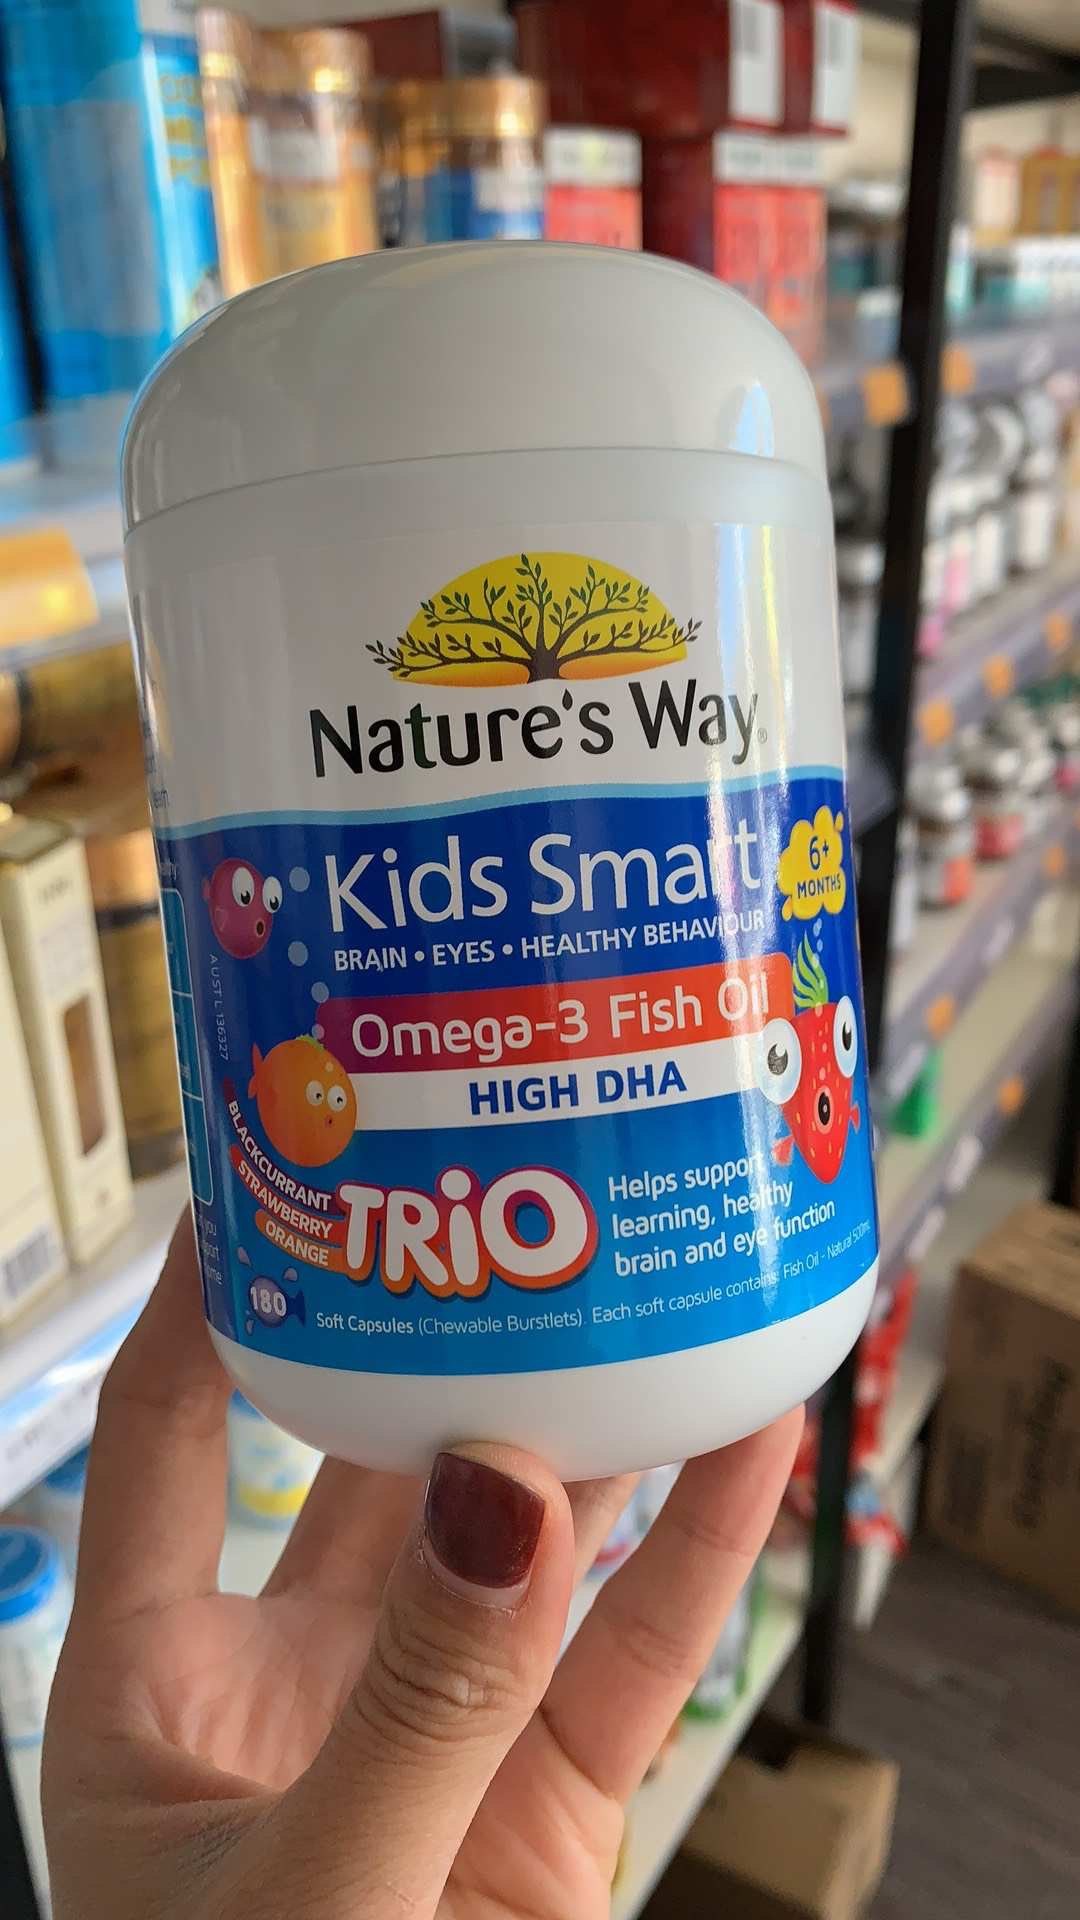 Nature's Way
Kids Smart
6+
MONTHS
BRAIN • EYES • HEALTHY BEHAVIOUR
Omega-3 Fish Oil
HIGH DHA
AUST L 136327
BLACKCURRANT
STRAWBERRY
ORANGE
TRiO
Helps support
learning, healthy
brain and eye function
180
Soft Capsules (Chewable Burstlets). Each soft capsule contains: Fish Oil - Natural 500mg